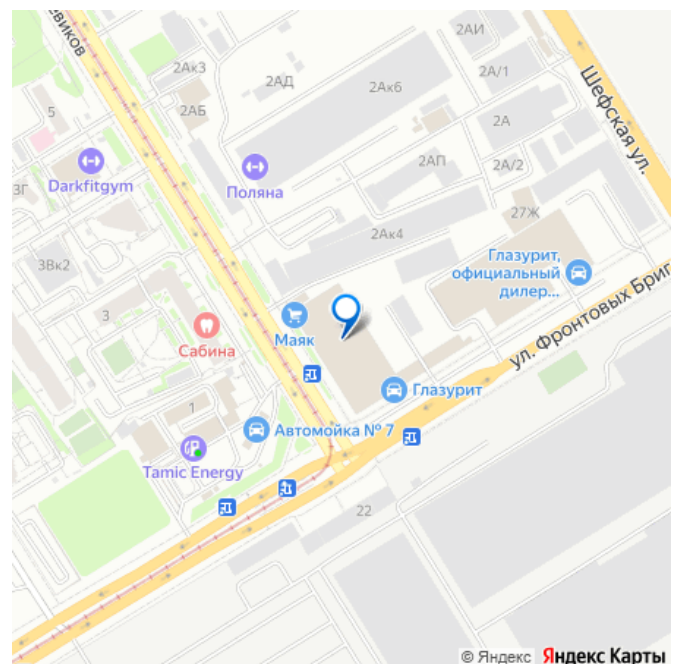 евиков
2АИ
2Ак3
2АД
2А/1
Шефская ул.
2Ак6
5
2АБ
2А
Darkfitgym
Поляна
2АП
2А/2
3Г
27Ж
2Ак4
3Вк2
Глазурит,
официальный
дилер...
3
Маяк
Сабина
ул. Фронтовых Бриг
Глазурит
1
Автомойка № 7
Tamic Energy
22
© Яндекс Яндекс Карты